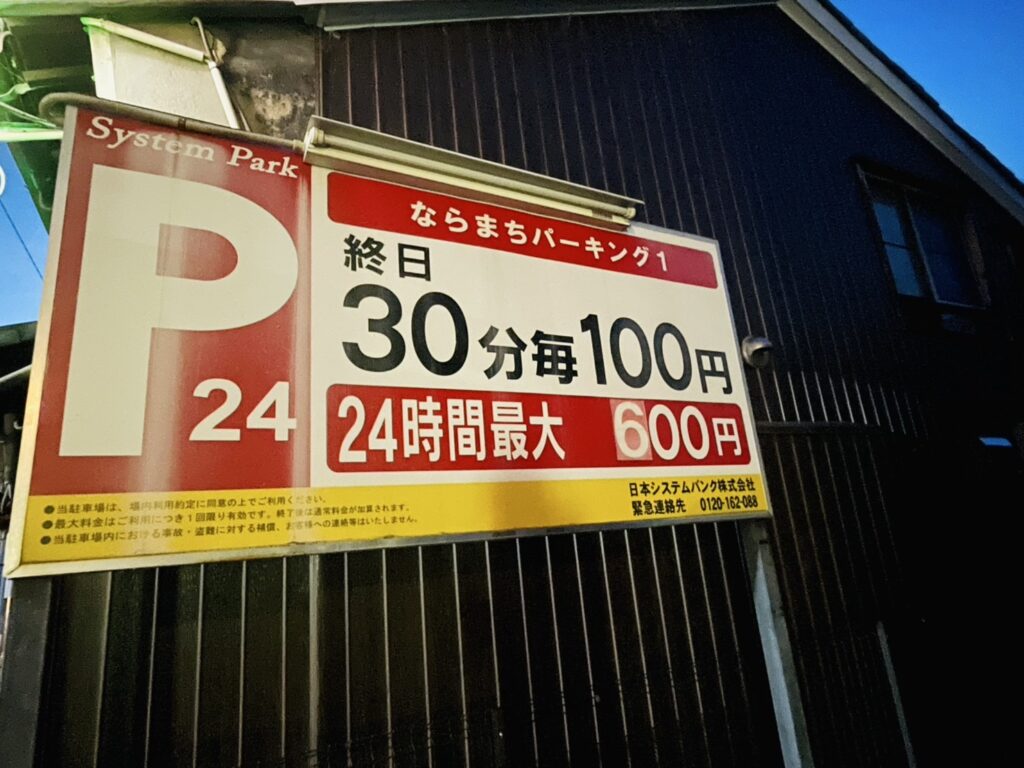 System Park
P
24
ならまちパーキング1
終日
30分毎100円
24時間最大 600円
●当駐車場は、場内利用約定に同意の上でご利用ください。
●最大料金はご利用につき1回限り有効です。終了後は通常料金が加算されます。
●当駐車場内における事故・盗難に対する補償、お客様への連絡等はいたしません。
日本システムバンク株式会社
緊急連絡先 0120-162-088